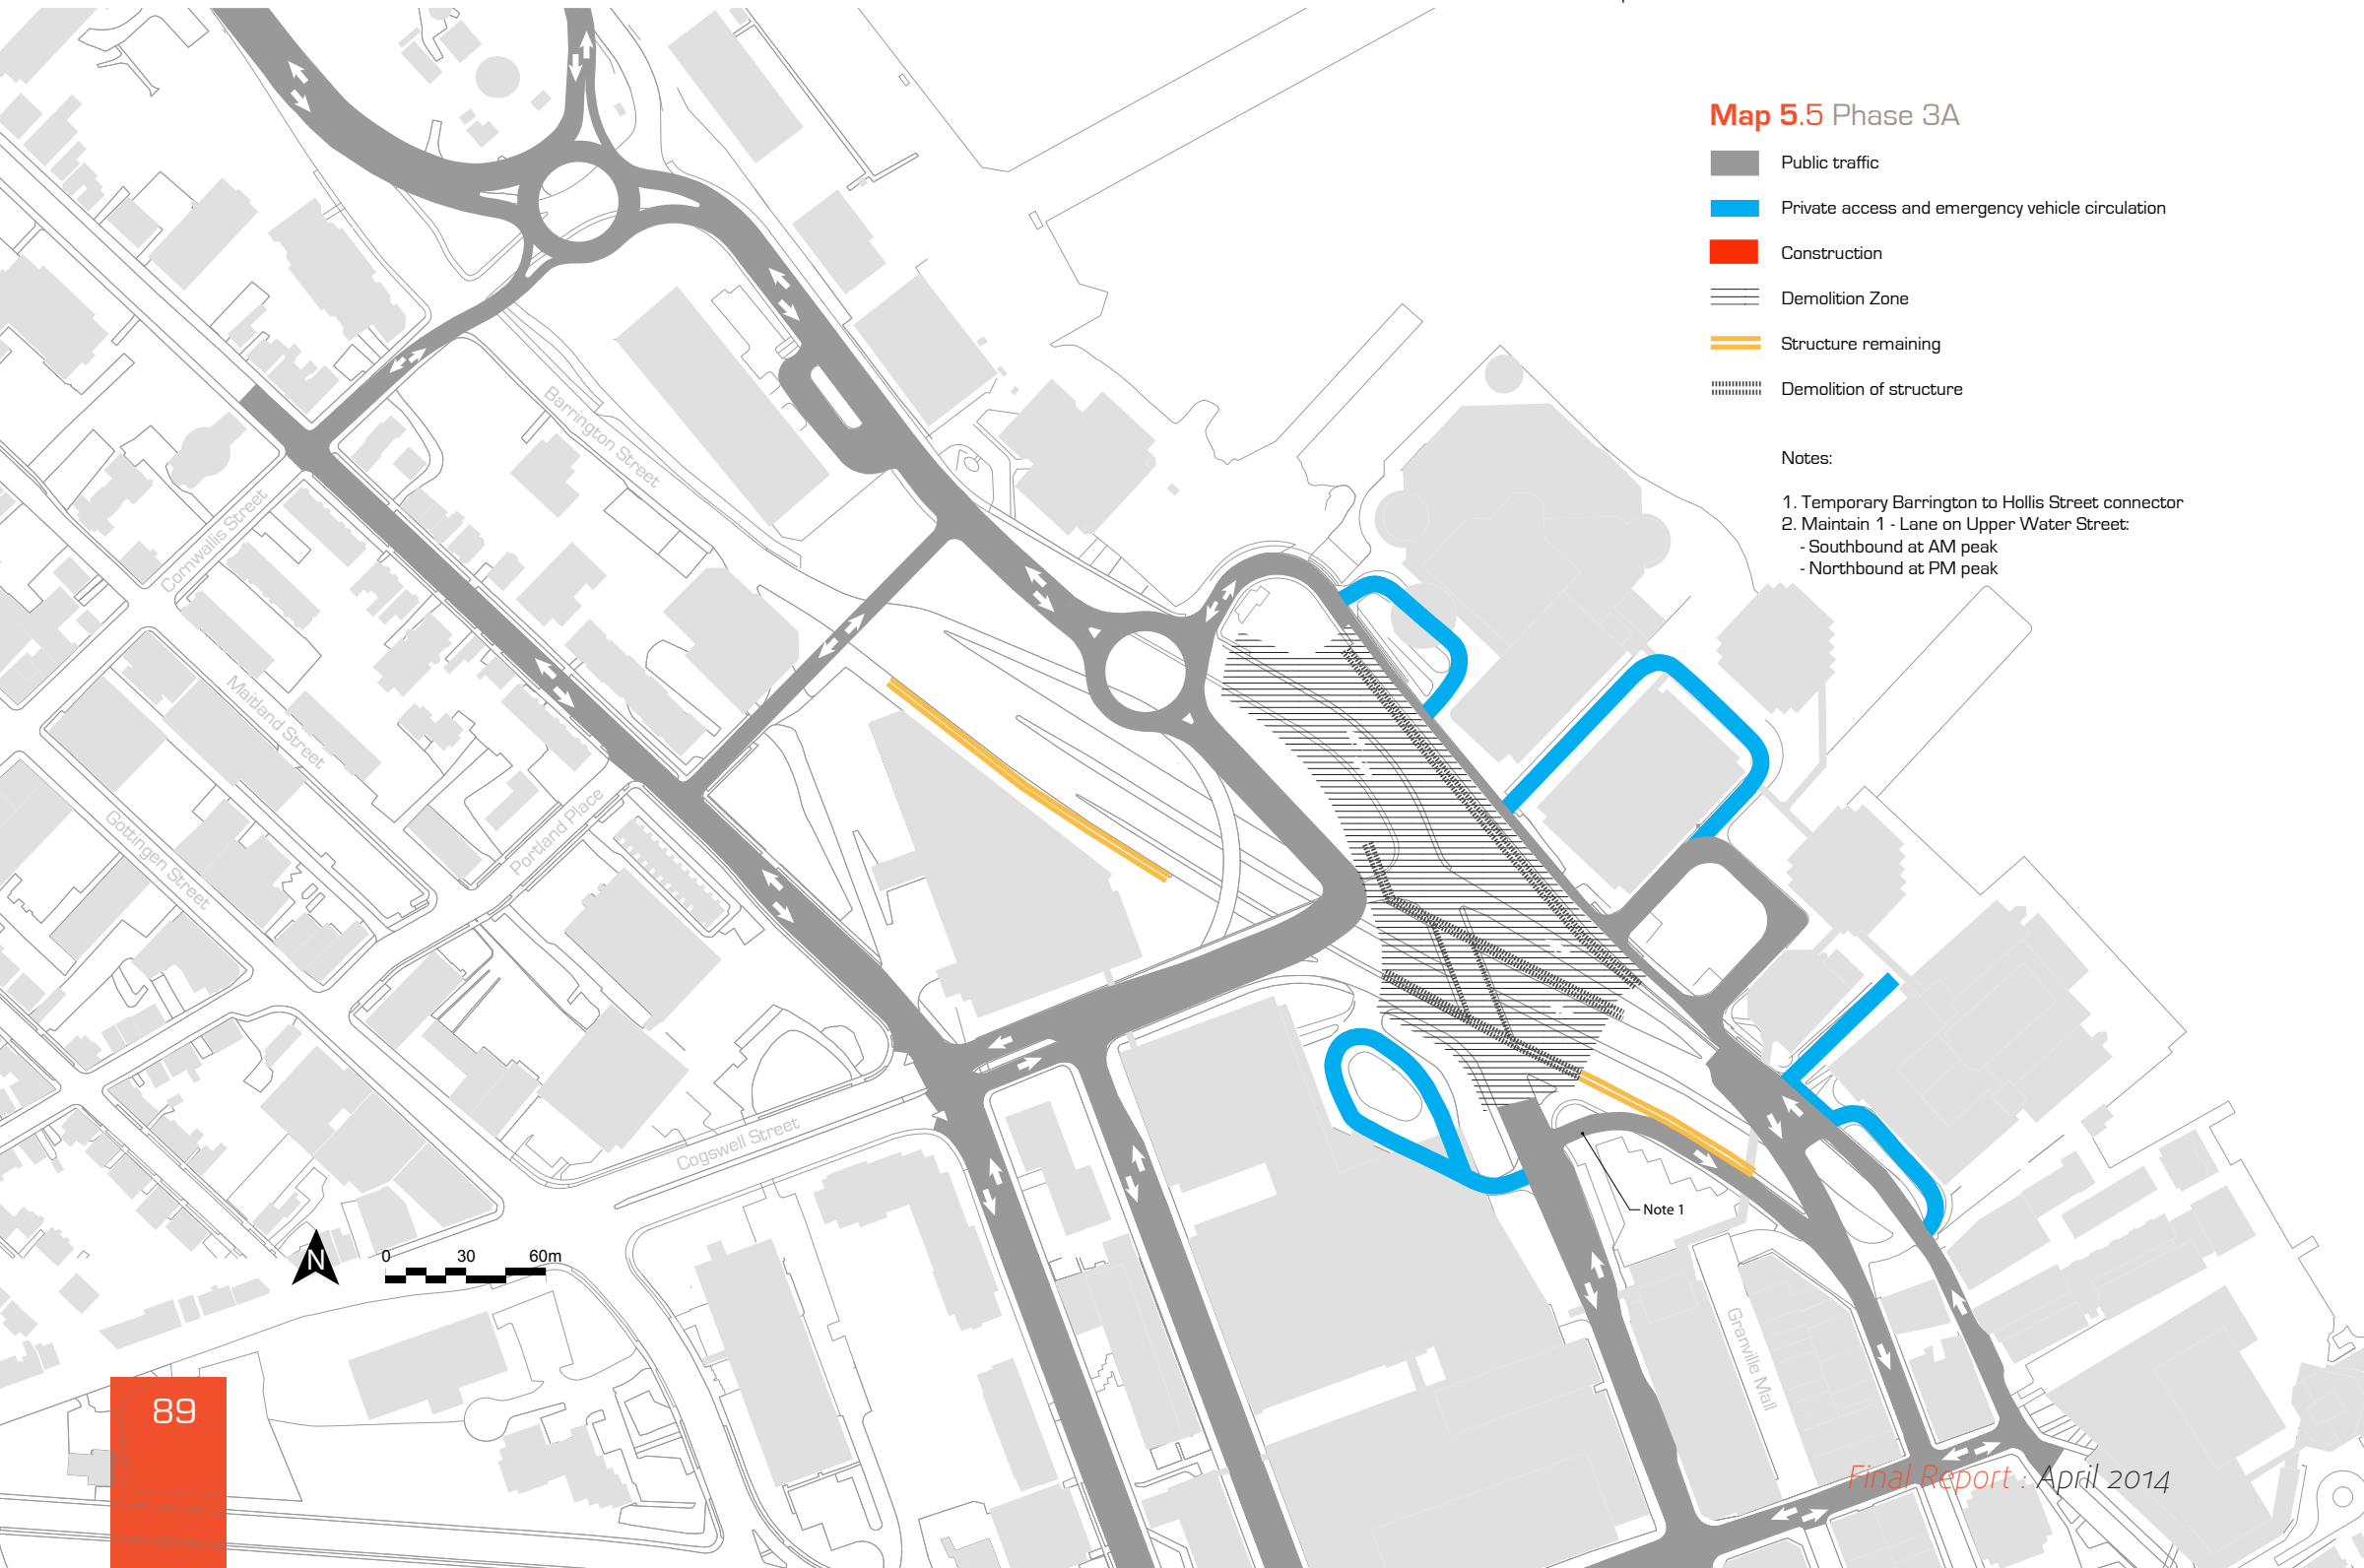 Map 5.5 Phase 3A
Public traffic
Private access and emergency vehicle circulation
Construction
Demolition Zone
Structure remaining
Demolition of structure
Notes:
1. Temporary Barrington to Hollis Street connector
2. Maintain 1 - Lane on Upper Water Street:
- Southbound at AM peak
- Northbound at PM peak
Barrington Street
Cornwallis Street
Maitland Street
Gottingen Street
Portland Place
Cogswell Street
Note 1
Granville Mall
N
0 30 60m
89
Final Report : April 2014